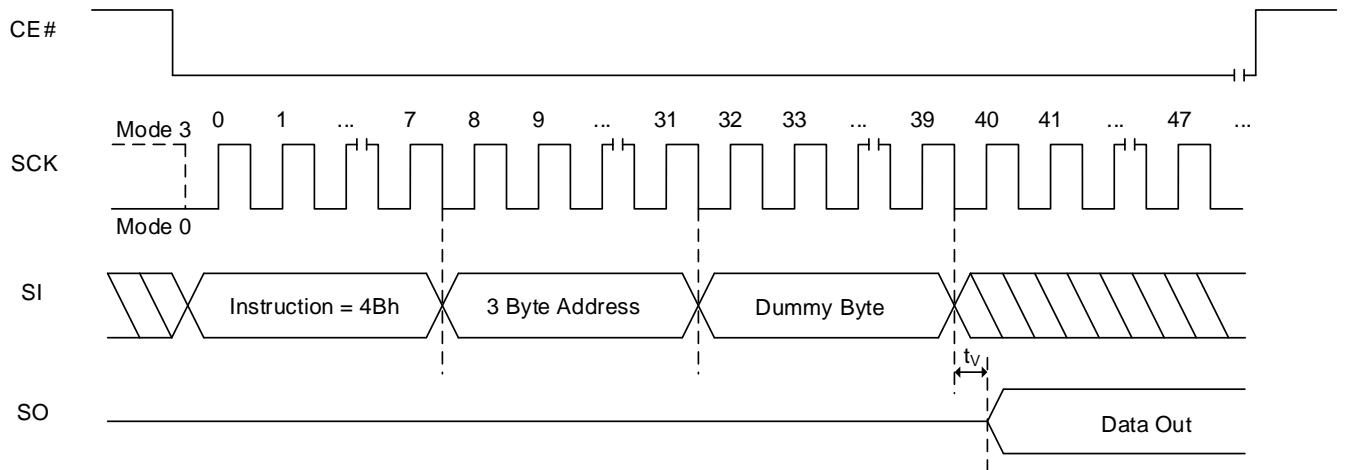 CE#
Mode 3
0 1 ... 7 8 9 ... 31 32 33 ... 39 40 41 ... 47 ...
SCK
Mode 0
SI
Instruction = 4Bh
3 Byte Address
Dummy Byte
tV
SO
Data Out